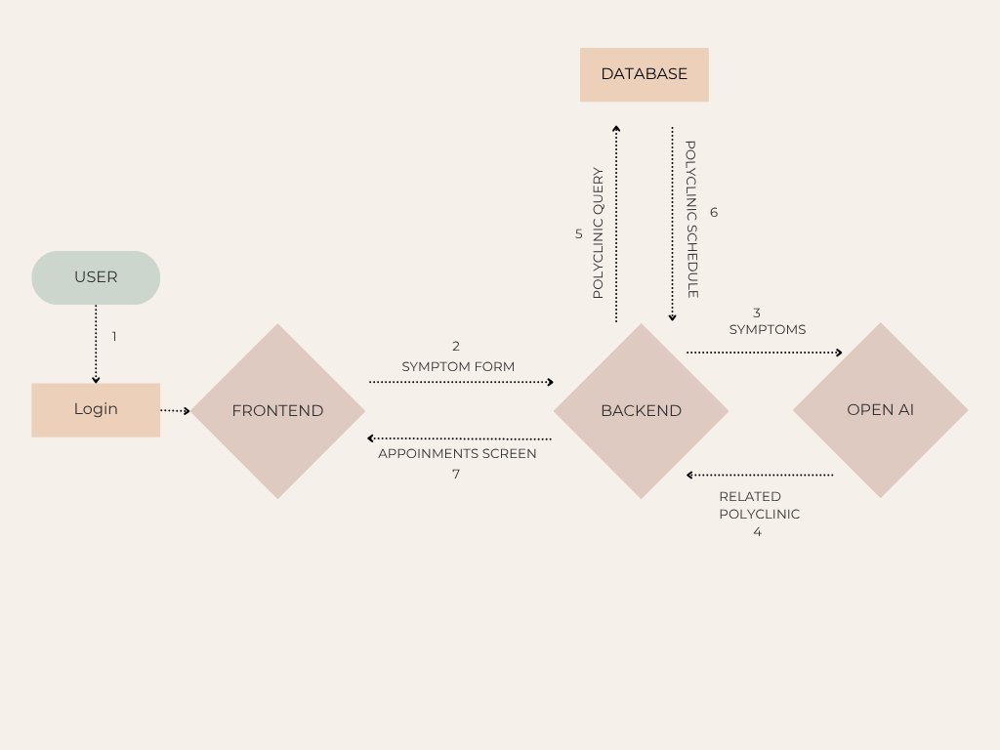 DATABASE
POLYCLINIC QUERY
5
POLYCLINIC SCHEDULE
6
USER
1
Login
FRONTEND
2
SYMPTOM FORM
APPOINMENTS SCREEN
7
BACKEND
3
SYMPTOMS
OPEN AI
RELATED
POLYCLINIC
4